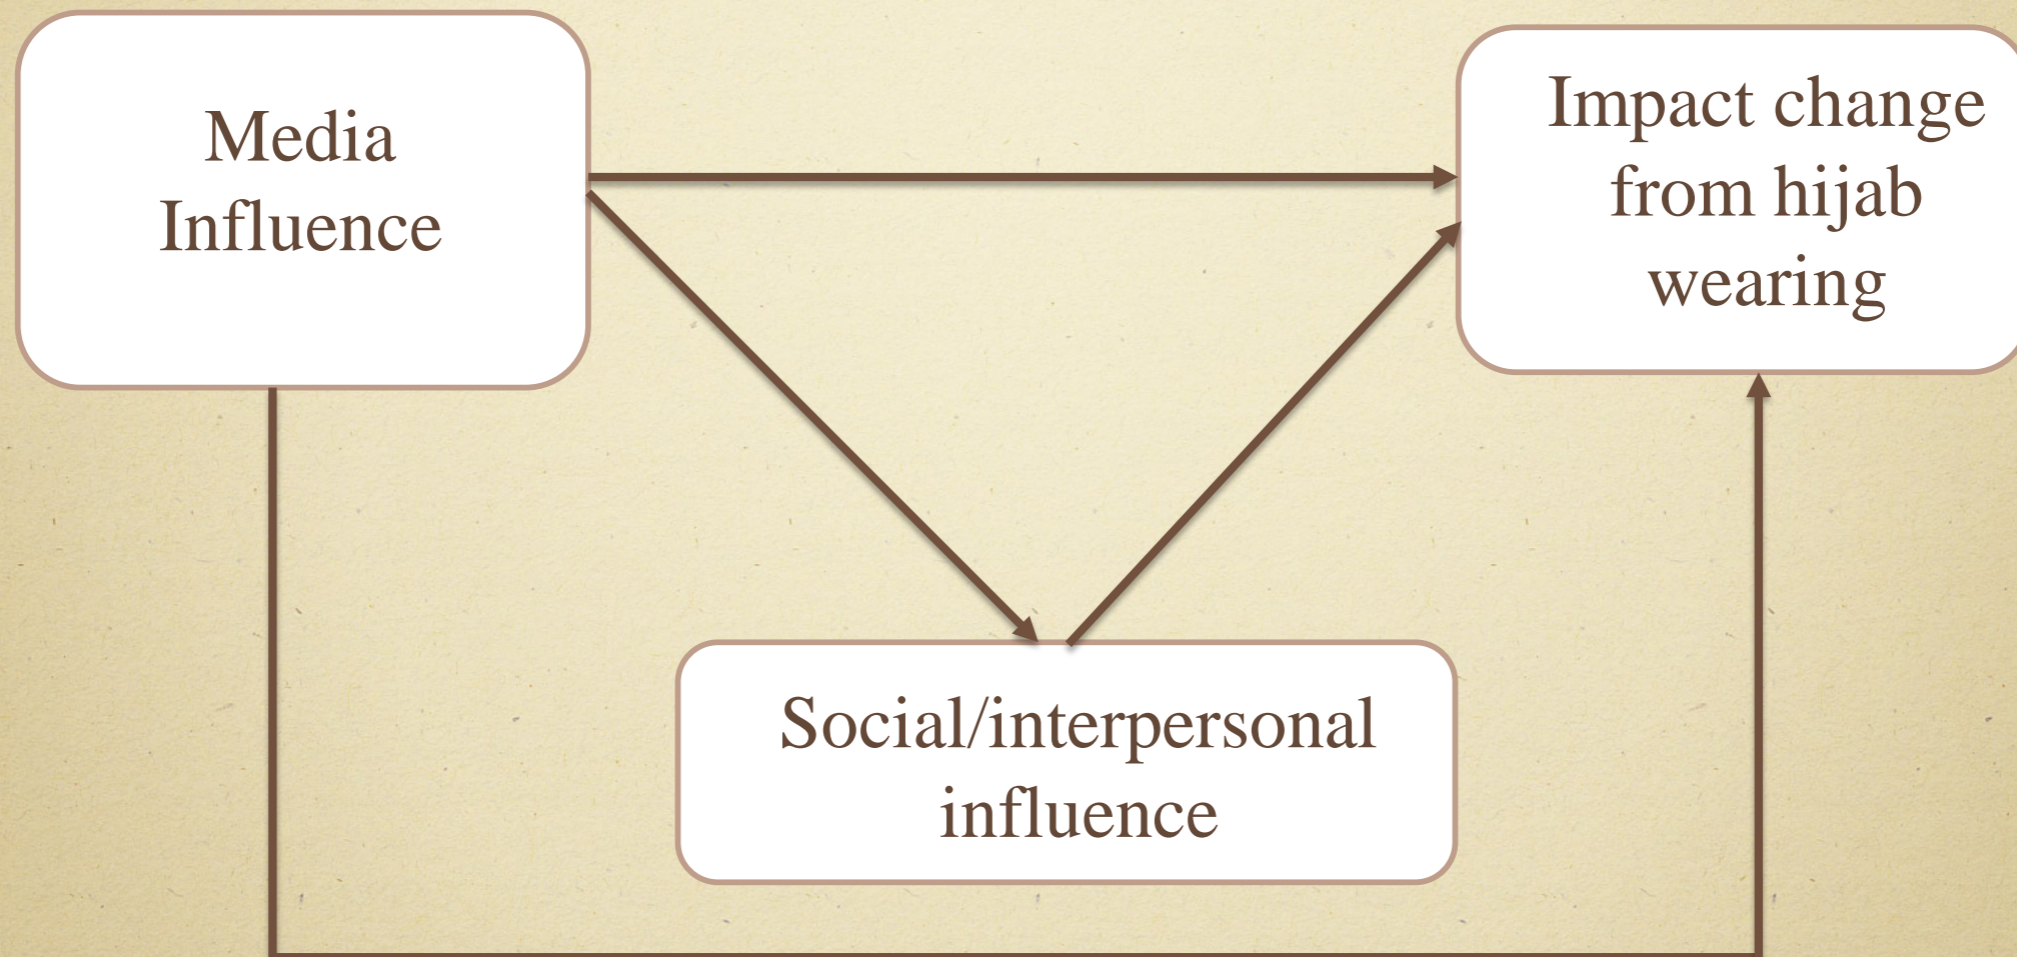 Media
Influence
Impact change
from hijab
wearing
Social/interpersonal
influence